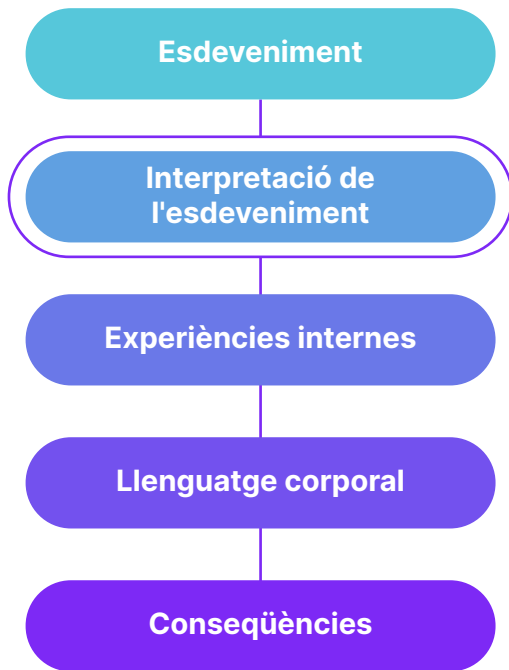 Esdeveniment
Interpretació de
l'esdeveniment
Experiències internes
Llenguatge corporal
Conseqüències